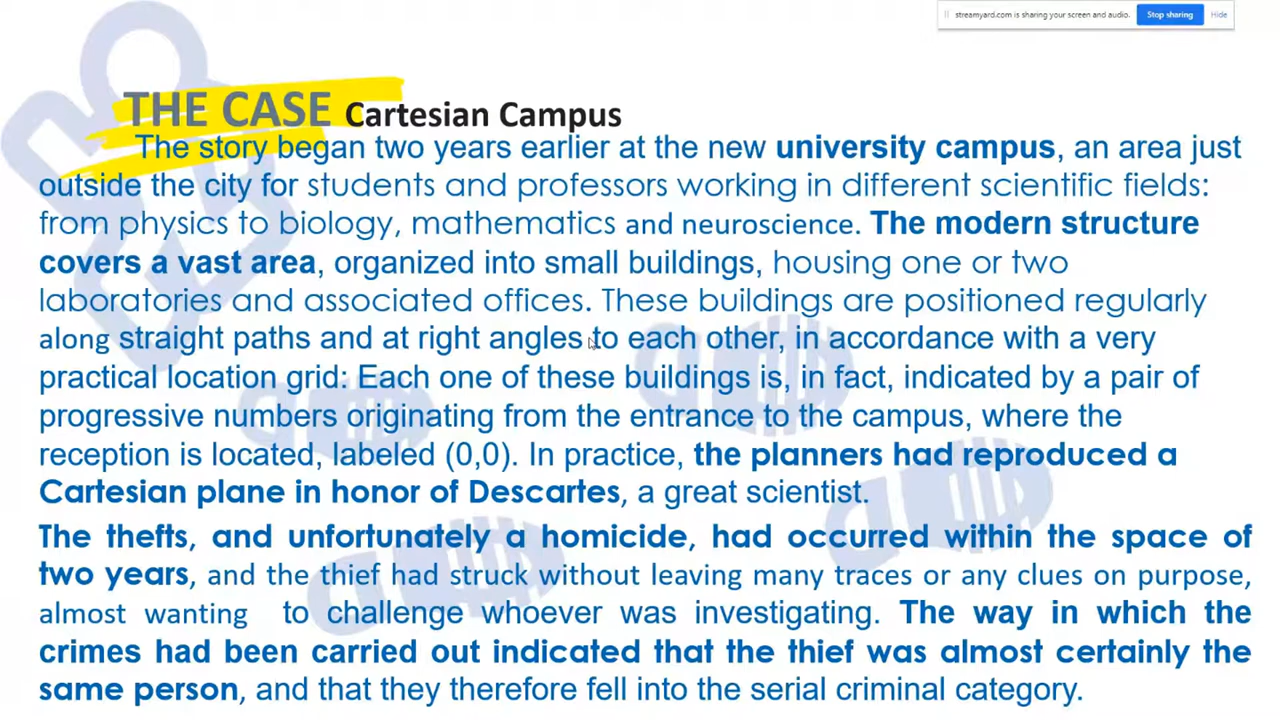 streamyard.com is sharing your screen and audio. Stop sharing Hide
THE CASE Cartesian Campus
The story began two years earlier at the new university campus, an area just
outside the city for students and professors working in different scientific fields:
from physics to biology, mathematics and neuroscience. The modern structure
covers a vast area, organized into small buildings, housing one or two
laboratories and associated offices. These buildings are positioned regularly
along straight paths and at right angles to each other, in accordance with a very
practical location grid: Each one of these buildings is, in fact, indicated by a pair of
progressive numbers originating from the entrance to the campus, where the
reception is located, labeled (0,0). In practice, the planners had reproduced a
Cartesian plane in honor of Descartes, a great scientist.
The thefts, and unfortunately a homicide, had occurred within the space of
two years, and the thief had struck without leaving many traces or any clues on purpose,
almost wanting to challenge whoever was investigating. The way in which the
crimes had been carried out indicated that the thief was almost certainly the
same person, and that they therefore fell into the serial criminal category.